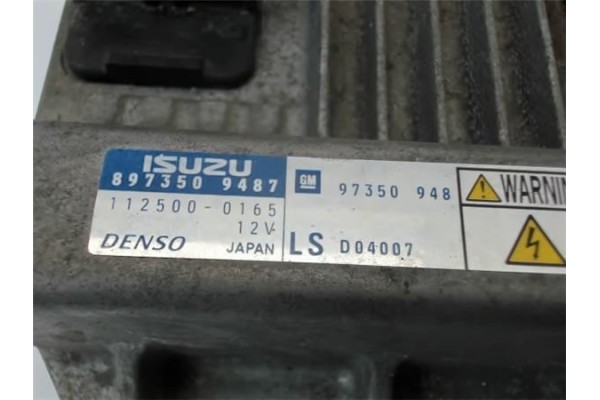 ISUZU
897350 9487
112500-0165
12V
DENSO JAPAN
GM 97350 948
LS D04007
WARNIN